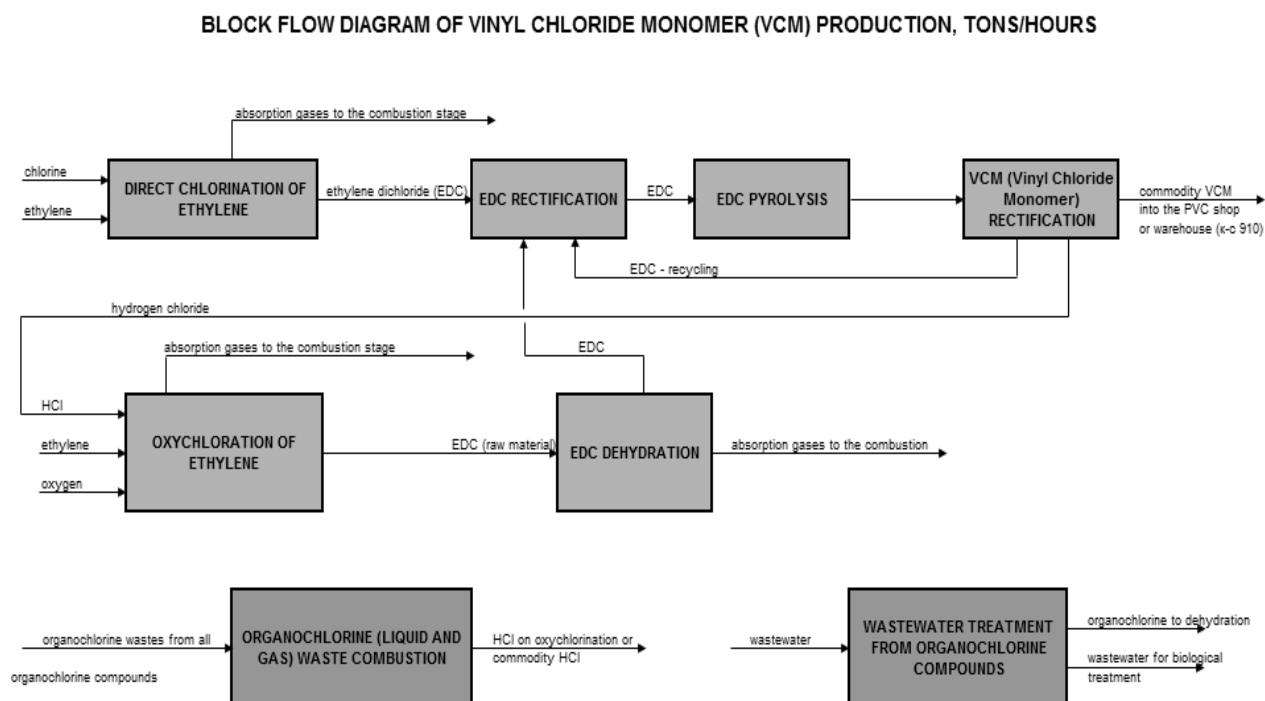 BLOCK FLOW DIAGRAM OF VINYL CHLORIDE MONOMER (VCM) PRODUCTION, TONS/HOURS
absorption gases to the combustion stage
chlorine
ethylene
DIRECT CHLORINATION OF
ETHYLENE
ethylene dichloride (EDC)
EDC RECTIFICATION
EDC
EDC PYROLYSIS
VCM (Vinyl Chloride
Monomer)
RECTIFICATION
commodity VCM
into the PVC shop
or warehouse (к-с 910)
EDC - recycling
hydrogen chloride
absorption gases to the combustion stage
EDC
HCl
ethylene
oxygen
OXYCHLORATION OF
ETHYLENE
EDC (raw material)
EDC DEHYDRATION
absorption gases to the combustion
organochlorine wastes from all
organochlorine compounds
ORGANOCHLORINE (LIQUID AND
GAS) WASTE COMBUSTION
HCl on oxychlorination or
commodity HCl
wastewater
WASTEWATER TREATMENT
FROM ORGANOCHLORINE
COMPOUNDS
organochlorine to dehydration
wastewater for biological
treatment